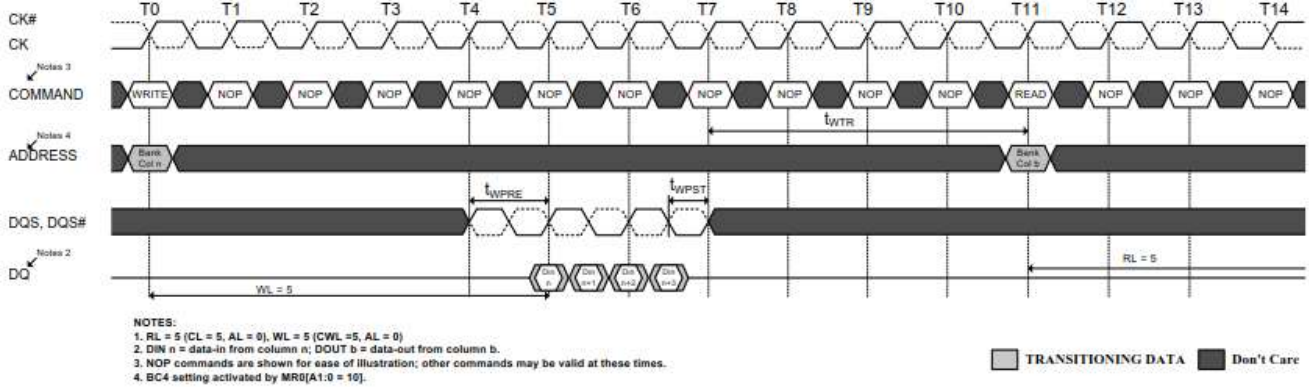 T0 T1 T2 T3 T4 T5 T6 T7 T8 T9 T10 T11 T12 T13 T14
CK#
CK
Notes 3
COMMAND WRITE NOP NOP NOP NOP NOP NOP NOP NOP NOP NOP READ NOP NOP NOP
tWTR
Notes 4
ADDRESS Bank Col n Bank Col b
tWPRE tWPST
DQS, DQS#
Notes 2
DQ Din n Din n+1 Din n+2 Din n+3
RL = 5
WL = 5
NOTES:
1. RL = 5 (CL = 5, AL = 0), WL = 5 (CWL =5, AL = 0)
2. DIN n = data-in from column n; DOUT b = data-out from column b.
3. NOP commands are shown for ease of illustration; other commands may be valid at these times.
4. BC4 setting activated by MR0[A1:0 = 10].
TRANSITIONING DATA Don't Care